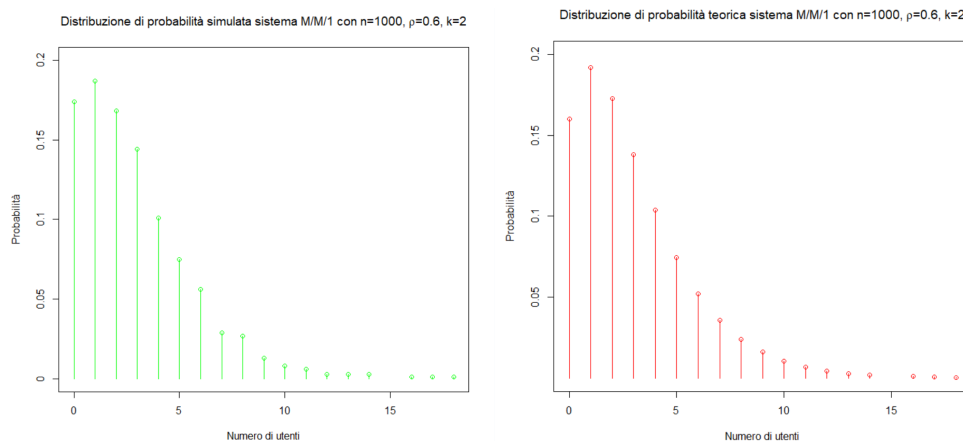 Distribuzione di probabilità simulata sistema M/M/1 con n=1000, ρ=0.6, k=2
0.2
0.15
0.1
0.05
0
Probabilità
0 5 10 15
Numero di utenti
Distribuzione di probabilità teorica sistema M/M/1 con n=1000, ρ=0.6, k=2
0.2
0.15
0.1
0.05
Probabilità
0 5 10 15
Numero di utenti